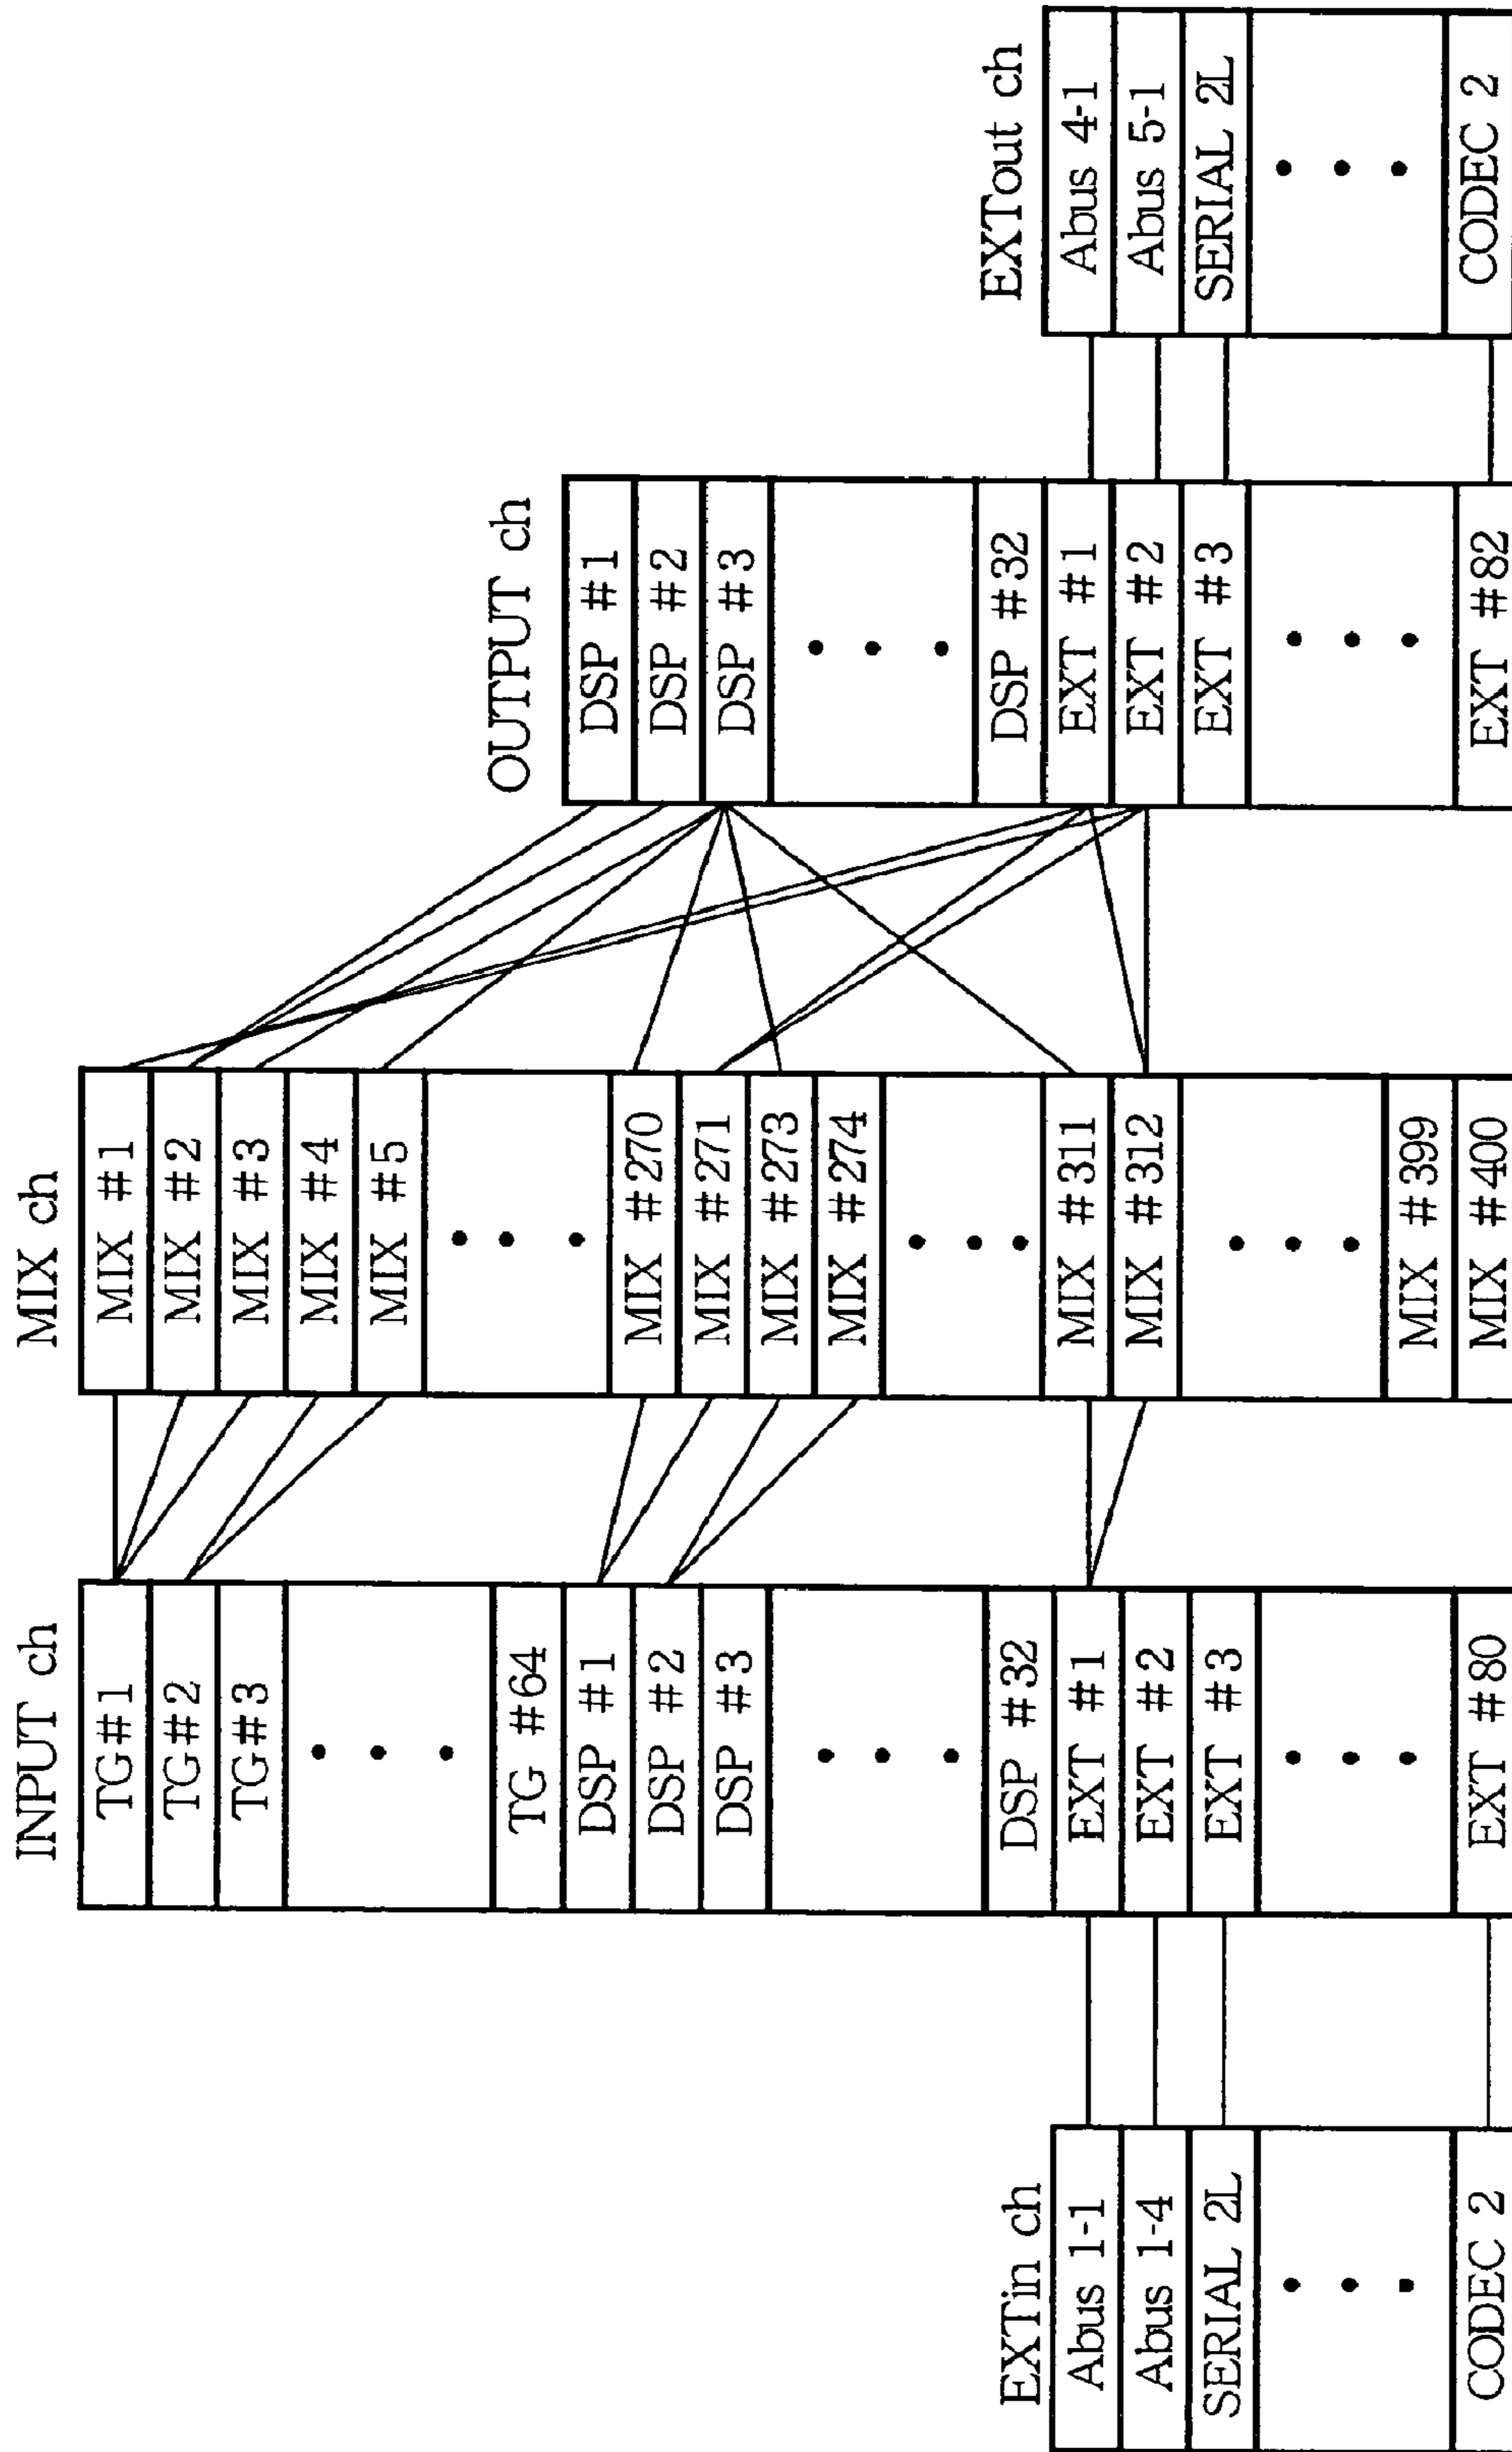 EXTin ch
Abus 1-1
Abus 1-4
SERIAL 2L
CODEC 2
INPUT ch
TG#1
TG#2
TG#3
TG #64
DSP #1
DSP #2
DSP #3
DSP #32
EXT #1
EXT #2
EXT #3
EXT #80
MIX ch
MIX #1
MIX #2
MIX #3
MIX #4
MIX #5
MIX #270
MIX #271
MIX #273
MIX #274
MIX #311
MIX #312
MIX #399
MIX #400
OUTPUT ch
DSP #1
DSP #2
DSP #3
DSP #32
EXT #1
EXT #2
EXT #3
EXT #82
EXTout ch
Abus 4-1
Abus 5-1
SERIAL 2L
CODEC 2